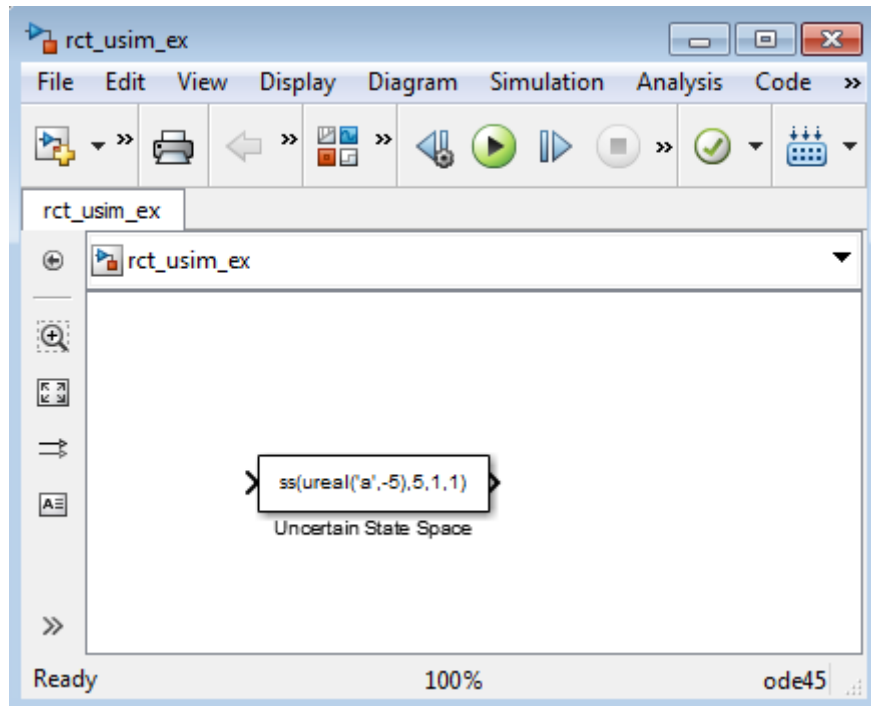 rct_usim_ex
File Edit View Display Diagram Simulation Analysis Code »
rct_usim_ex
rct_usim_ex
ss(ureal('a',-5),5,1,1)
Uncertain State Space
Ready 100% ode45